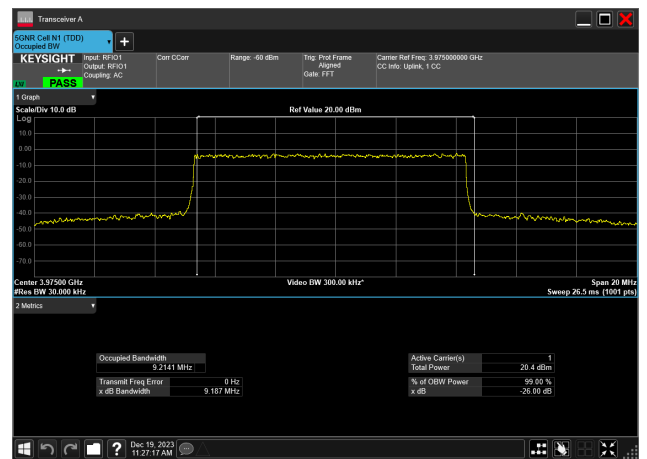 Transceiver A
5GNR Cell N1 (TDD)
Occupied BW
KEYSIGHT
Input: RFIO1
Output: RFIO1
Coupling: AC
Corr CCorr
Range: -60 dBm
Trig: Prot Frame
Aligned
Gate: FFT
Carrier Ref Freq: 3.975000000 GHz
CC Info: Uplink, 1 CC
PASS
1 Graph
Scale/Div 10.0 dB
Ref Value 20.00 dBm
Log
10.0
0.00
-10.0
-20.0
-30.0
-40.0
-50.0
-60.0
-70.0
Center 3.97500 GHz
Video BW 300.00 kHz*
Span 20 MHz
#Res BW 30.000 kHz
Sweep 26.5 ms (1001 pts)
2 Metrics
Occupied Bandwidth
9.2141 MHz
Transmit Freq Error 0 Hz
x dB Bandwidth 9.187 MHz
Active Carrier(s) 1
Total Power 20.4 dBm
% of OBW Power 99.00 %
x dB -26.00 dB
Dec 19, 2023
11:27:17 AM